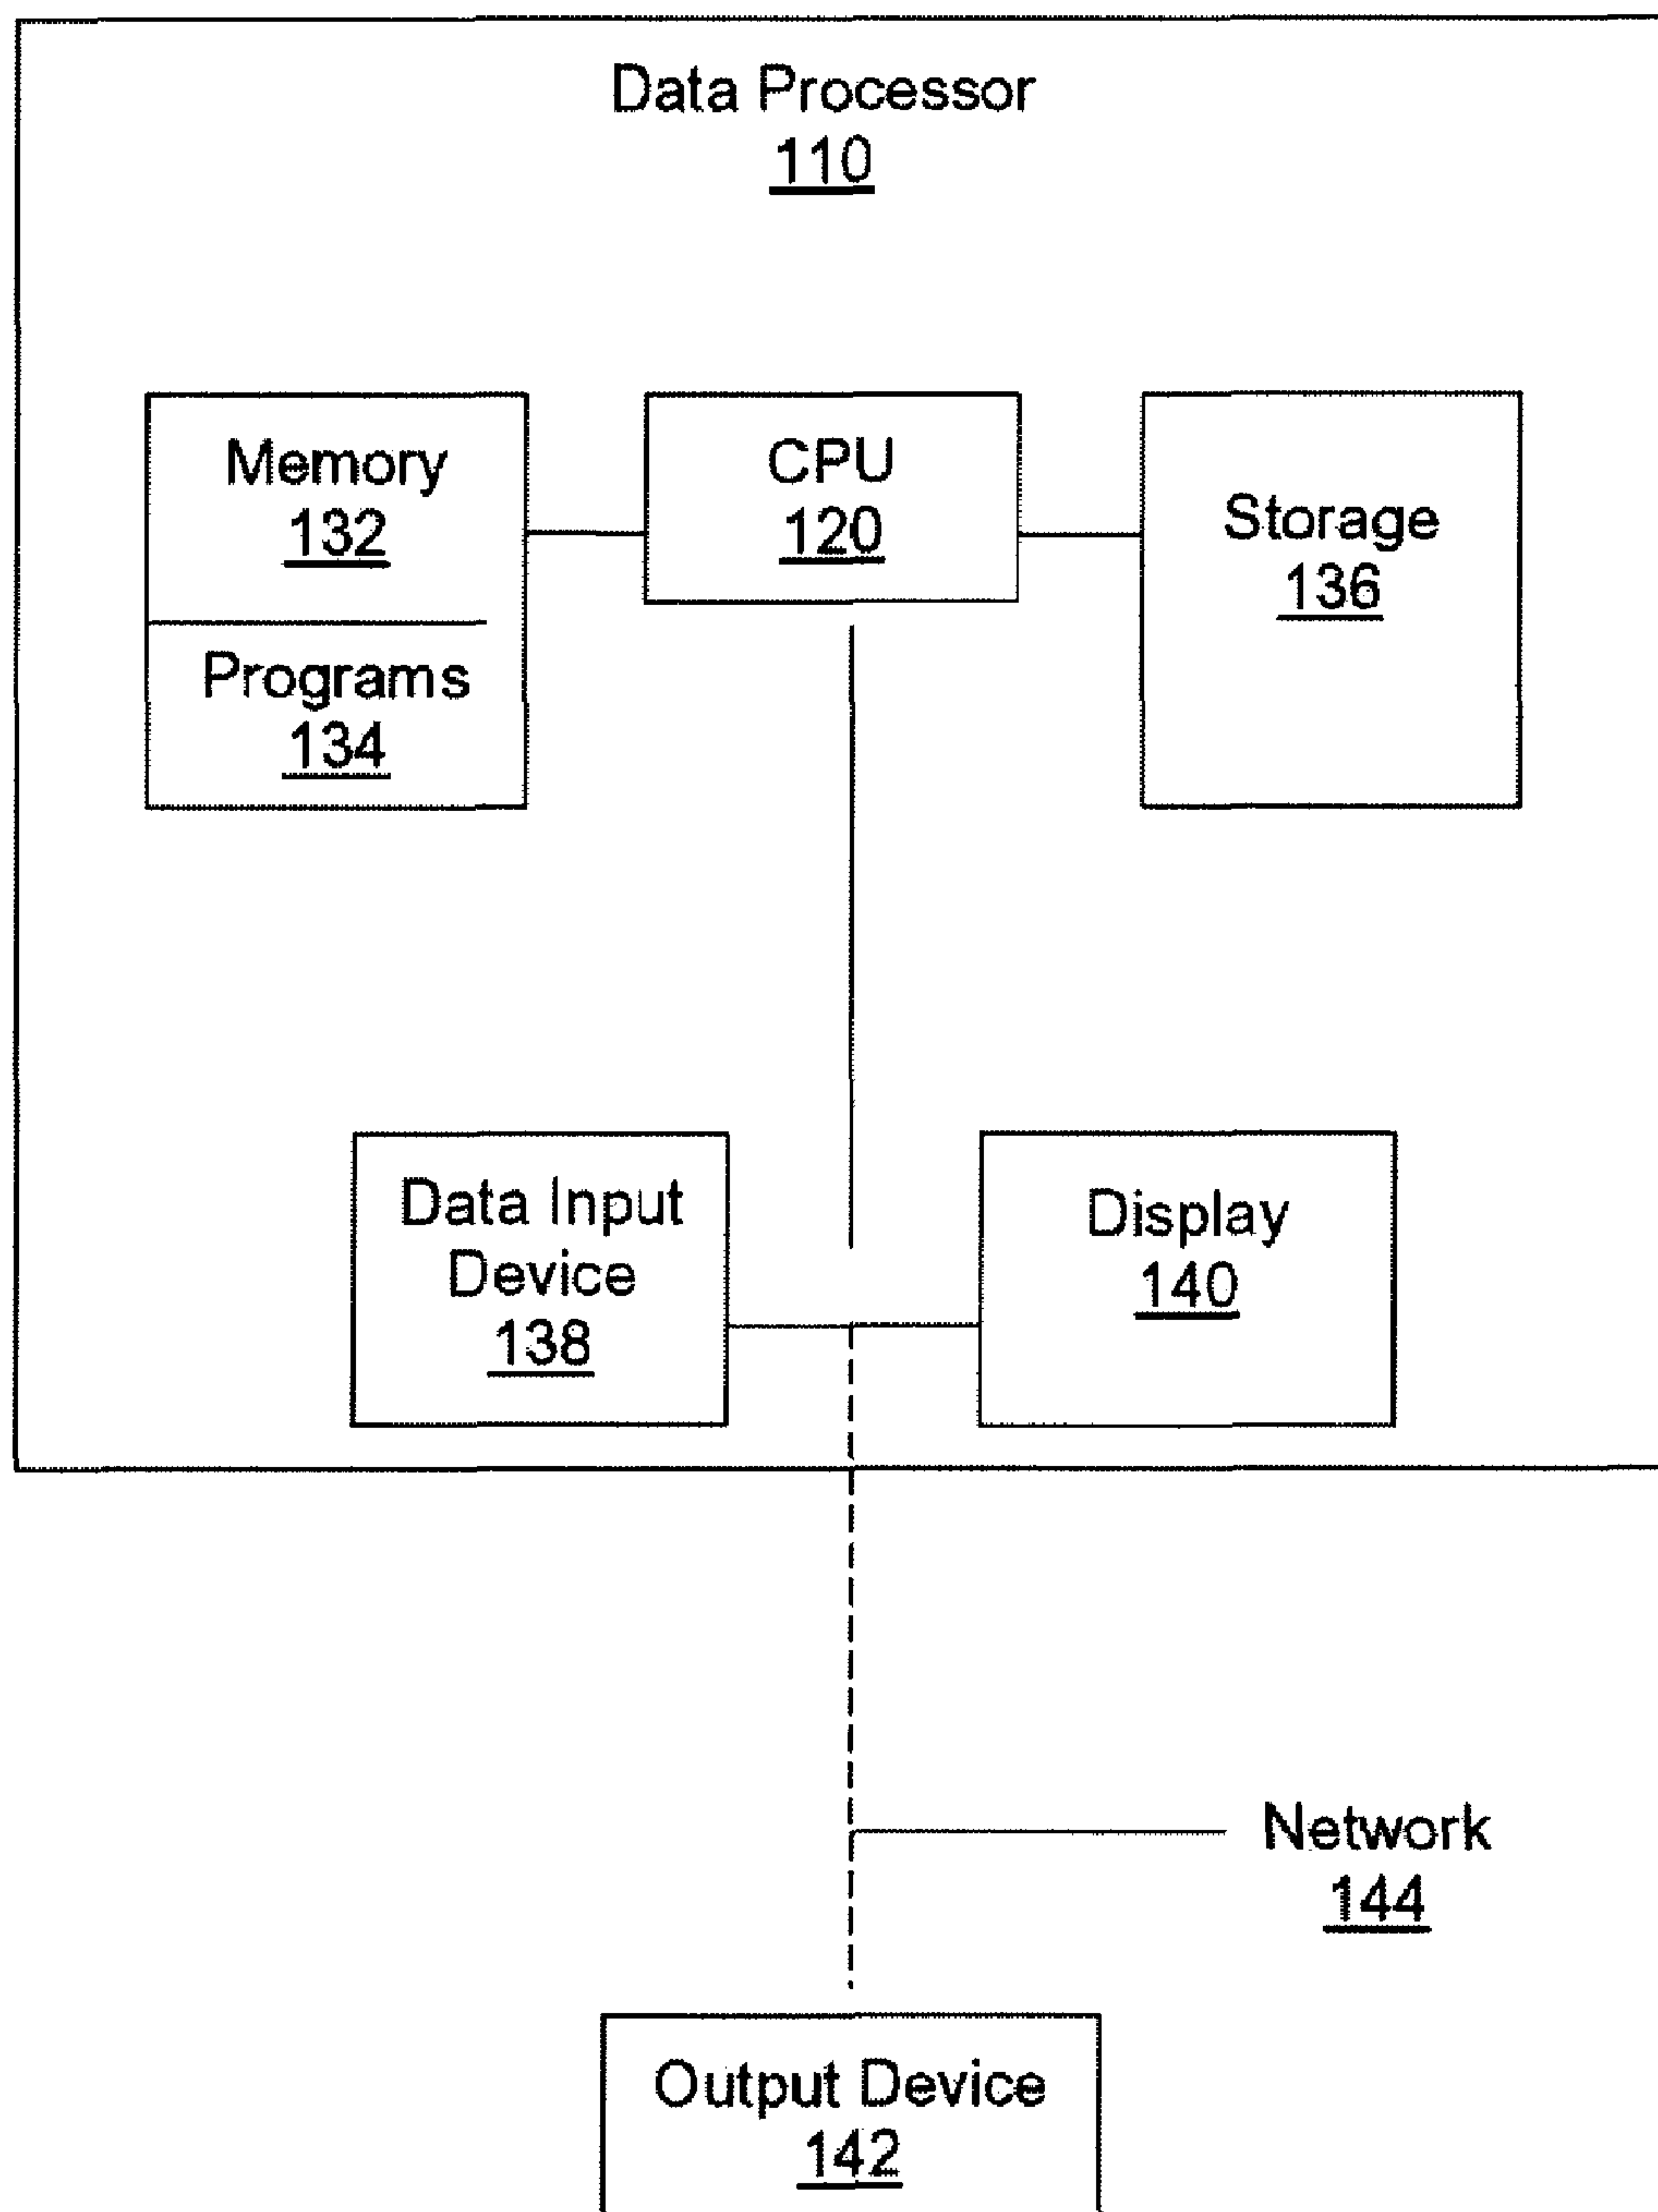 Data Processor
110
Memory
132
CPU
120
Storage
136
Programs
134
Data Input
Device
138
Display
140
Network
144
Output Device
142